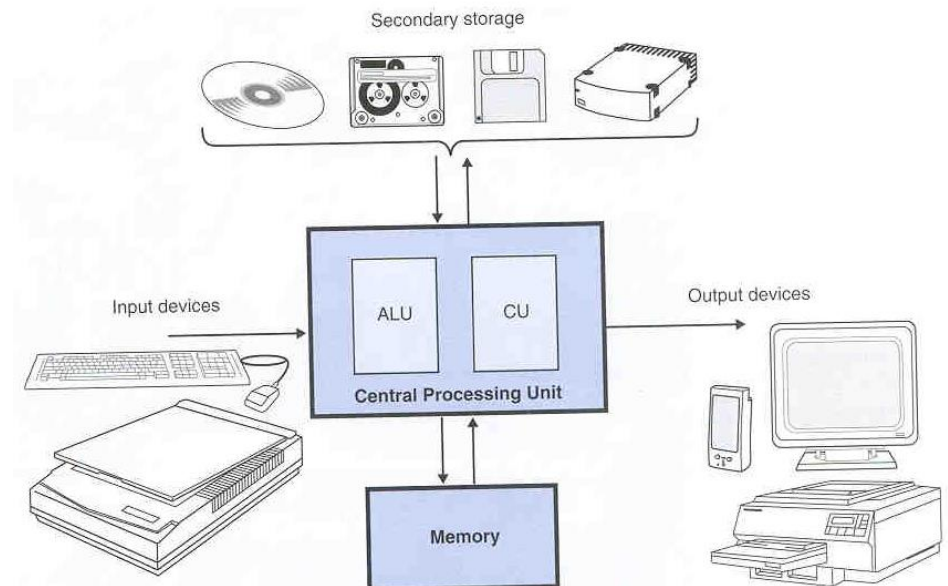 Secondary storage
Input devices
Output devices
ALU
CU
Central Processing Unit
Memory